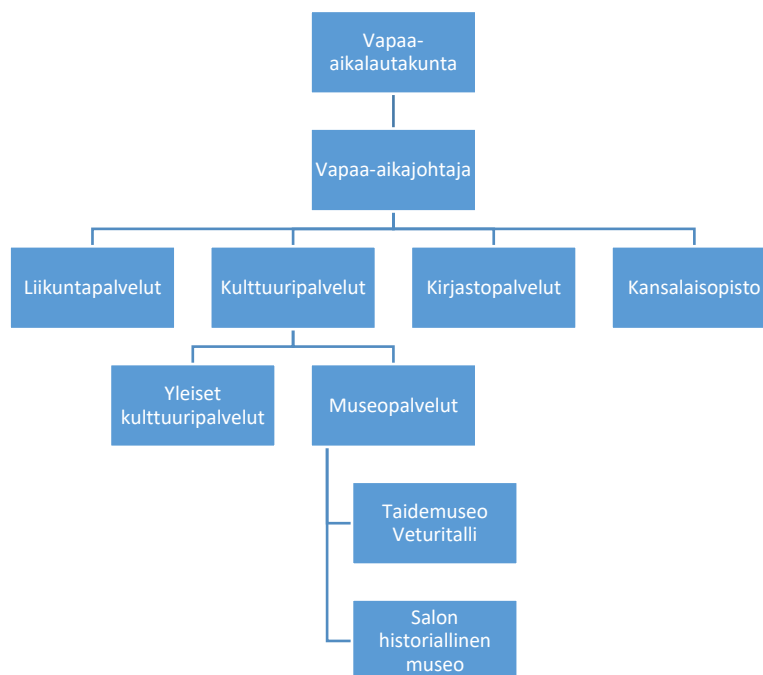 Vapaa-
aikalautakunta
Vapaa-aikajohtaja
Liikuntapalvelut
Kulttuuripalvelut
Kirjastopalvelut
Kansalaisopisto
Yleiset
kulttuuripalvelut
Museopalvelut
Taidemuseo
Veturitalli
Salon
historiallinen
museo